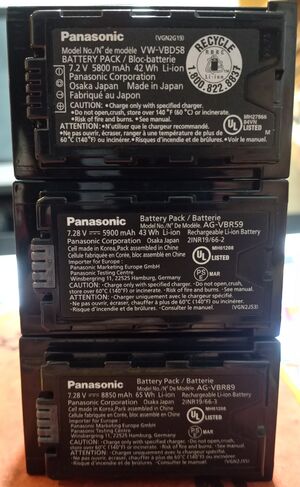 Panasonic (VGN2G19)
Model No./N° de modèle VW-VBD58
BATTERY PACK / Bloc-batterie
7.2 V 5800 mAh 42 Wh Li-ion
Panasonic Corporation
Osaka Japan Made in Japan
Fabriqué au Japon
RECYCLE
RBRC
Li-ion
1.800.822.8837
CAUTION: • Charge only with specified charger.
• Do not open, crush, store over 140 °F (60 °C) or incinerate.
• Risk of fire and burns. • See manual.
ATTENTION: • N'utiliser que le chargeur recommandé.
• Ne pas ouvrir, écraser, ranger à une température de plus de
60 °C (140°F) ou incinérer. • Risques d'incendie et de brûlures. • Voir le manuel.
UL LISTED
Panasonic
Battery Pack / Batterie
Model No./N° De Modèle: AG-VBR59
7.28 V 5900 mAh 43 Wh Li-ion Rechargeable Li-ion Battery
Panasonic Corporation Osaka Japan 2INR19/66-2
Cell made in Korea, Pack assembled in China
Cellule fabriquée en Corée, Bloc assemblé en Chine
Importer for Europe :
Panasonic Marketing Europe GmbH
Panasonic Testing Centre
Winsbergring 11, 22525 Hamburg, Germany
UL LISTED
PS
E
CAUTION: • Charge only with specified charger. • Do not open, crush,
store over 60°C (140°F) or incinerate. • Risk of fire and burns. • See manual.
ATTENTION: • Charger uniquement avec le chargeur spécifié.
• Ne pas ouvrir, écraser, conserver à plus de 60°C (140°F) ou incinérer.
• Risque d'incendie et de brûlures. • Voir manuel. (VGN2J53)
Panasonic
Battery Pack / Batterie
Model No./N° De Modèle: AG-VBR89
7.28 V 8850 mAh 65 Wh Li-ion Rechargeable Li-ion Battery
Panasonic Corporation Osaka Japan 2INR19/66-3
Cell made in Korea, Pack assembled in China
Cellule fabriquée en Corée, Bloc assemblé en Chine
Importer for Europe :
Panasonic Marketing Europe GmbH
Panasonic Testing Centre
Winsbergring 11, 22525 Hamburg, Germany
UL LISTED
PS
E
CAUTION: • Charge only with specified charger. • Do not open, crush,
store over 60°C (140°F) or incinerate. • Risk of fire and burns. • See manual.
ATTENTION: • Charger uniquement avec le chargeur spécifié.
• Ne pas ouvrir, écraser, conserver à plus de 60°C (140°F) ou incinérer.
• Risque d'incendie et de brûlures. • Voir manuel.